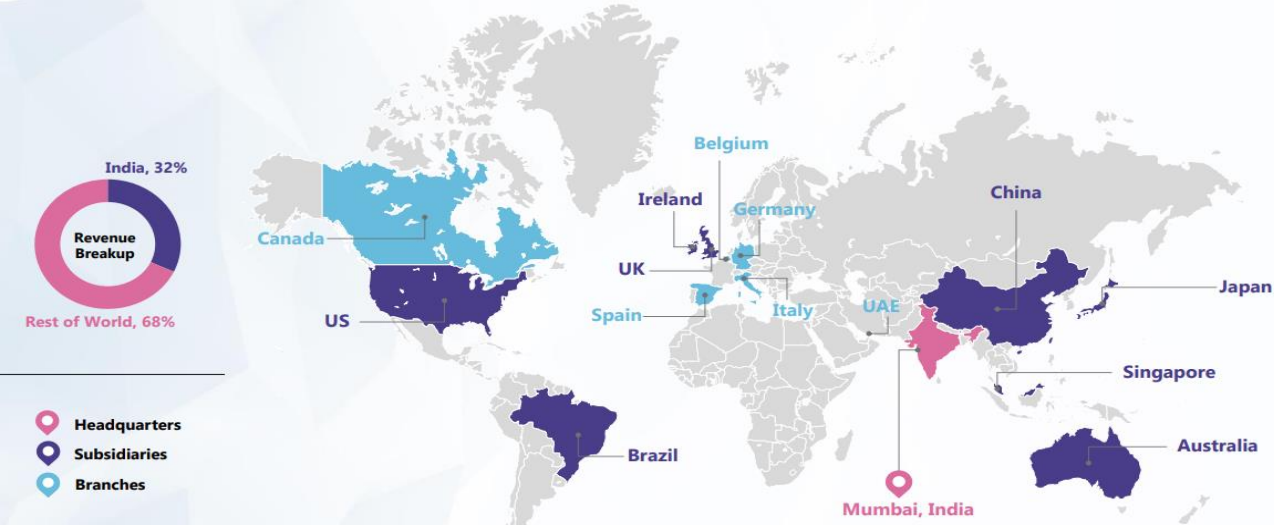 India, 32%
Revenue
Breakup
Rest of World, 68%
Headquarters
Subsidiaries
Branches
Canada
US
Brazil
Belgium
Ireland
Germany
UK
Spain
Italy
UAE
China
Japan
Singapore
Australia
Mumbai, India